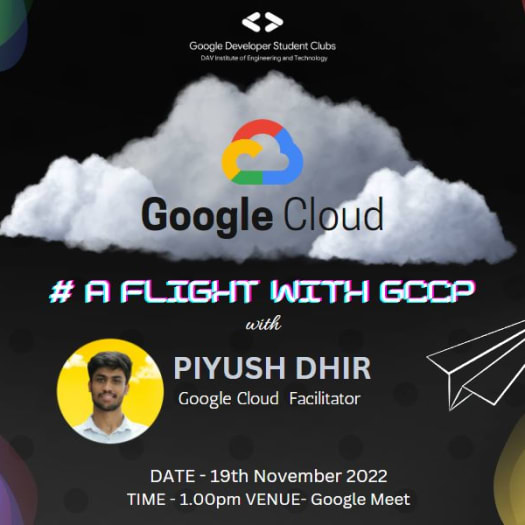 Google Developer Student Clubs
DAV Institute of Engineering and Technology
Google Cloud
# A FLIGHT WITH GCCP
with
PIYUSH DHIR
Google Cloud Facilitator
DATE - 19th November 2022
TIME - 1.00pm VENUE- Google Meet